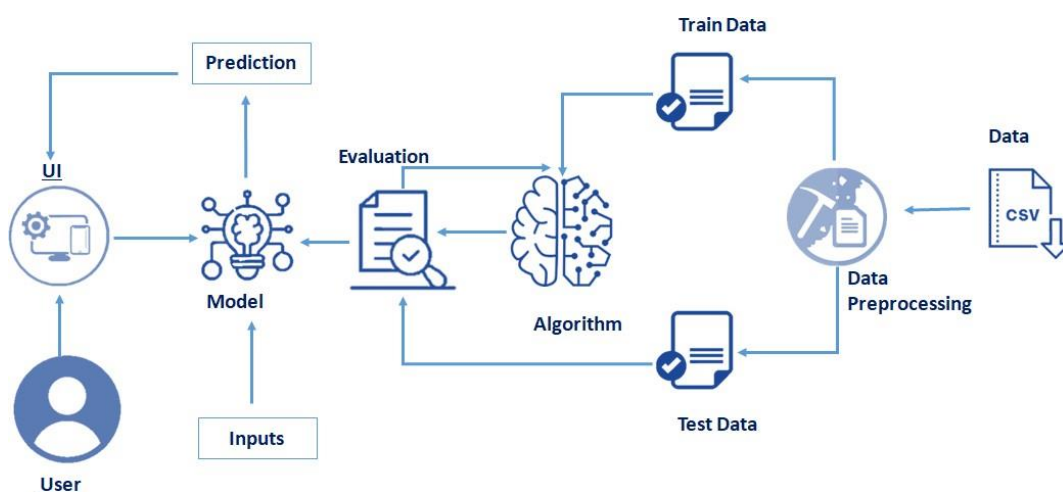 Train Data
Prediction
Data
Evaluation
UI
CSV
Model
Data
Preprocessing
Algorithm
Test Data
Inputs
User